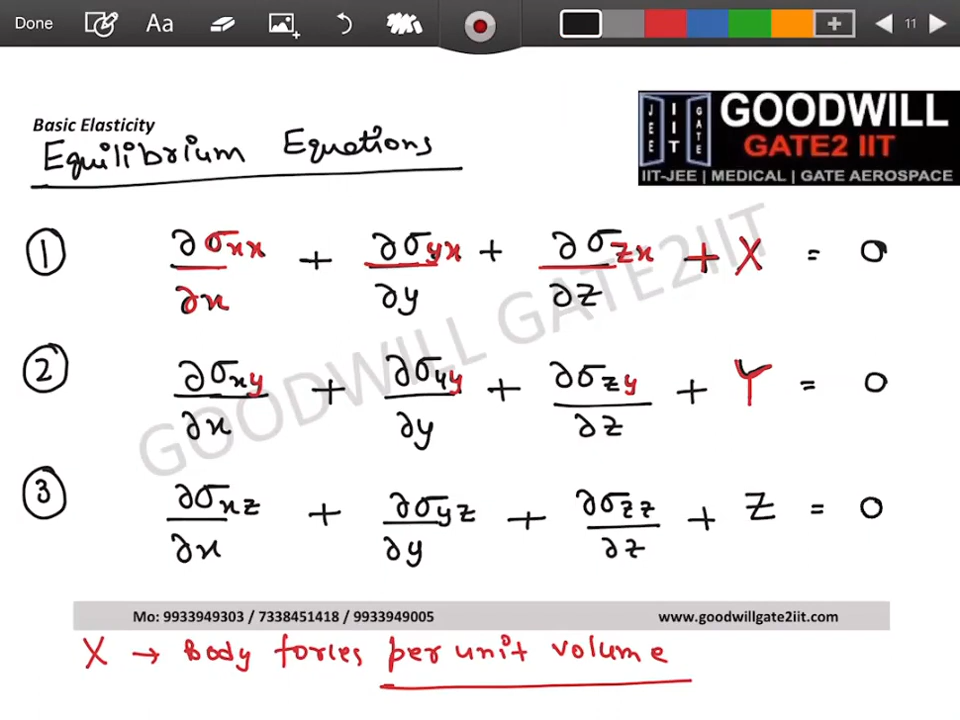 Done Aa 11
Basic Elasticity
Equilibrium Equations
JEE IIT GATE GOODWILL
GATE2 IIT
IIT-JEE | MEDICAL | GATE AEROSPACE
① ∂σxx/∂x + ∂σyx/∂y + ∂σzx/∂z + X = 0
② ∂σxy/∂x + ∂σyy/∂y + ∂σzy/∂z + Y = 0
③ ∂σxz/∂x + ∂σyz/∂y + ∂σzz/∂z + Z = 0
GOODWILL GATE2IIT
Mo: 9933949303 / 7338451418 / 9933949005 www.goodwillgate2iit.com
X → Body forces per unit volume